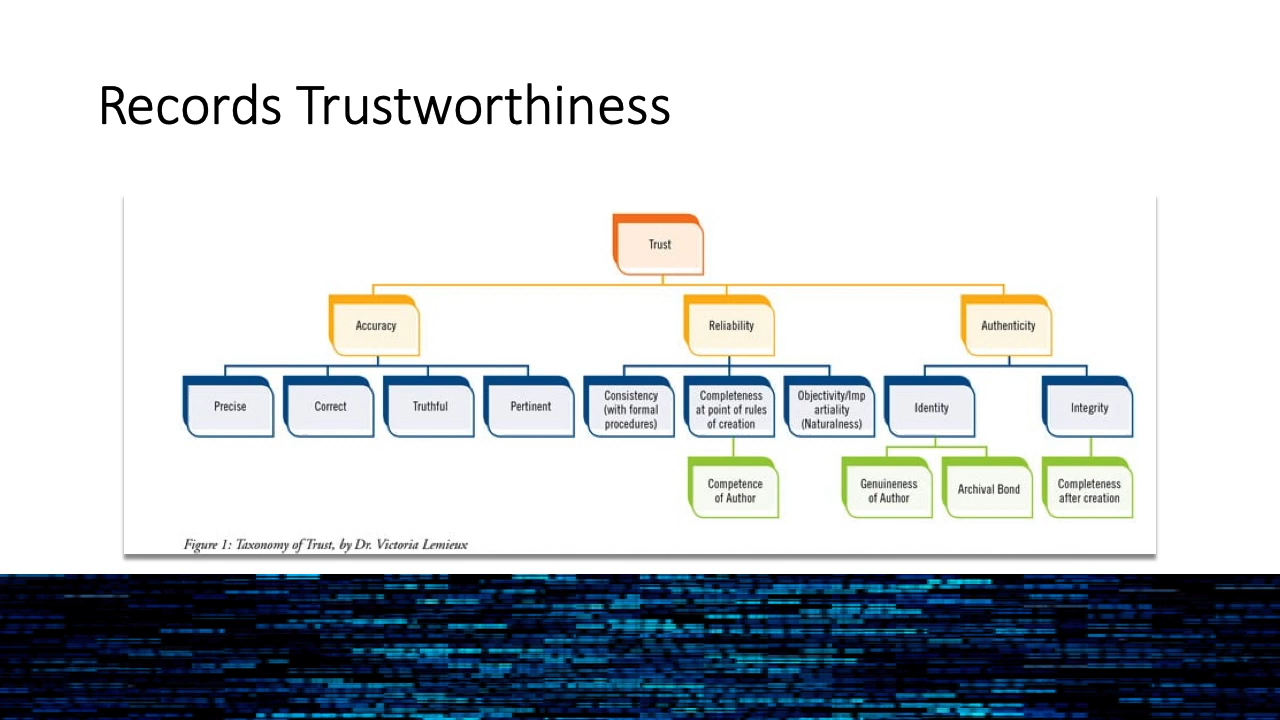 Records Trustworthiness
Trust
Accuracy
Reliability
Authenticity
Precise
Correct
Truthful
Pertinent
Consistency
(with formal
procedures)
Completeness
at point of rules
of creation
Objectivity/Imp
artiality
(Naturalness)
Identity
Integrity
Competence
of Author
Genuineness
of Author
Archival Bond
Completeness
after creation
Figure 1: Taxonomy of Trust, by Dr. Victoria Lemieux